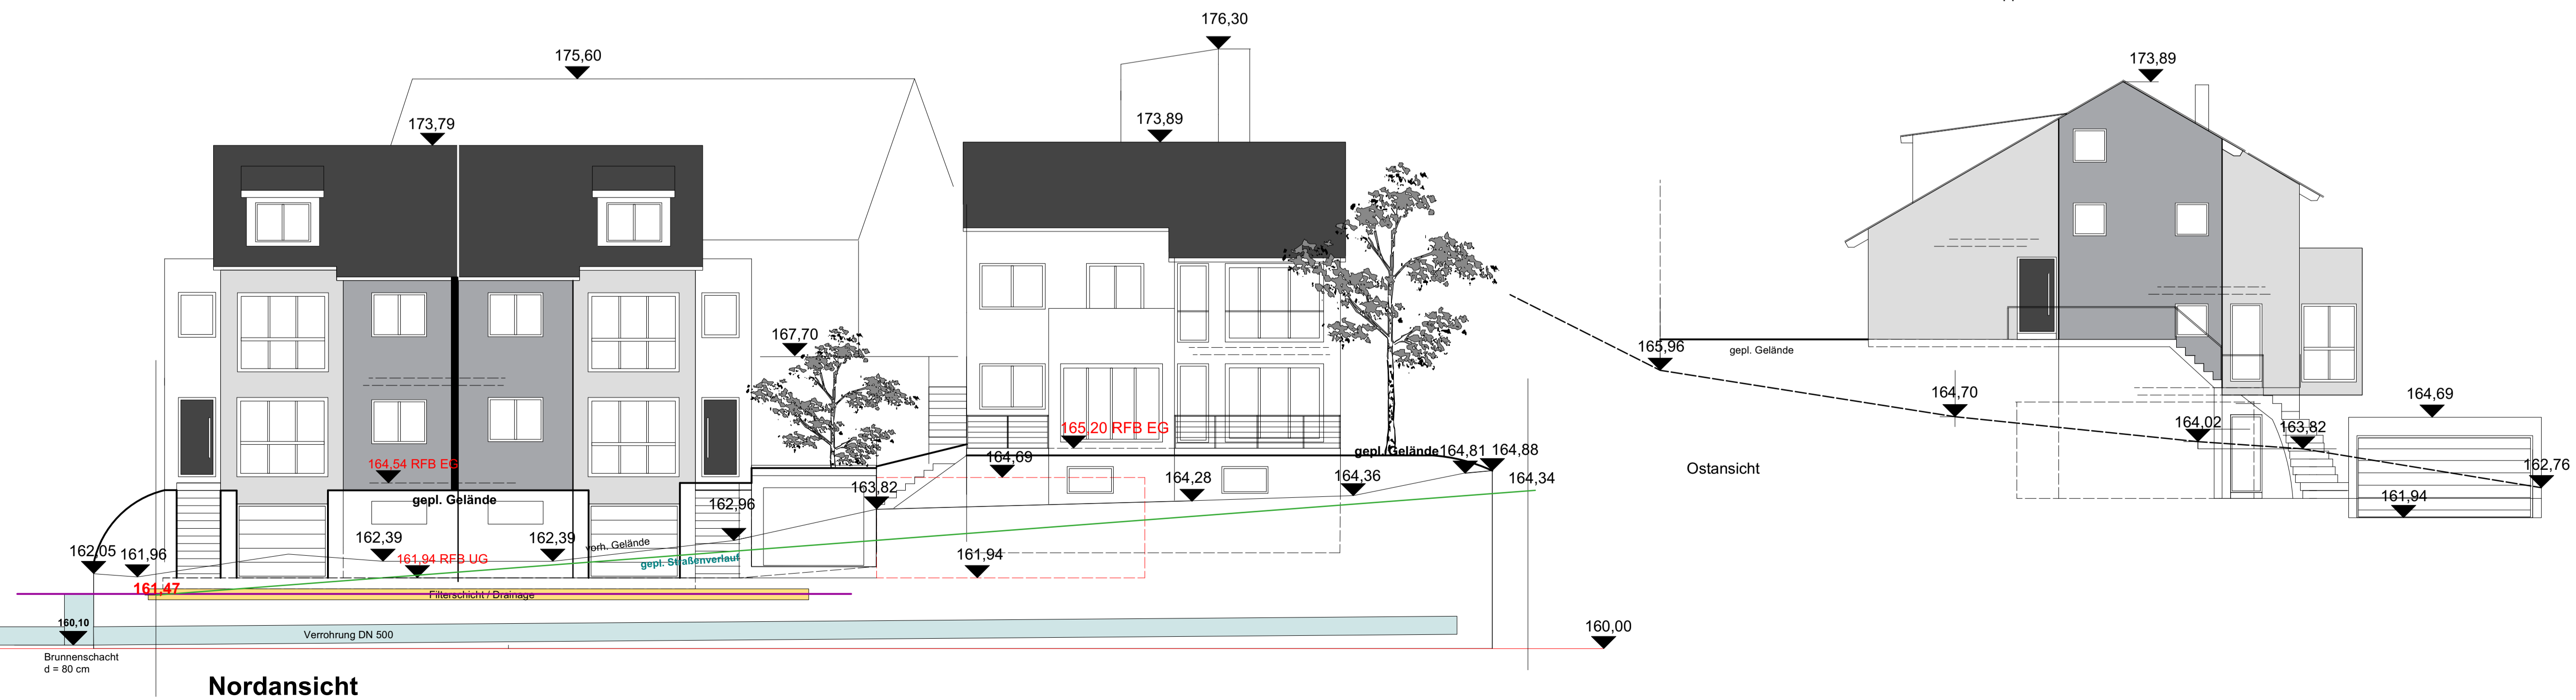 176,30
175,60
173,89
173,79
173,89
167,70
165,96
gepl. Gelände
164,70
164,69
165,20 RFB EG
164,02
163,82
gepl. Gelände
164,81
164,88
164,54 RFB EG
164,69
Ostansicht
162,76
164,28
164,36
164,34
163,82
gepl. Gelände
161,94
162,96
162,39
162,39
vorh. Gelände
162,05
161,96
161,94 RFB UG
gepl. Straßenverlauf
161,94
161,47
Filterschicht / Drainage
160,10
Verrohrung DN 500
160,00
Brunnenschacht
d = 80 cm
Nordansicht